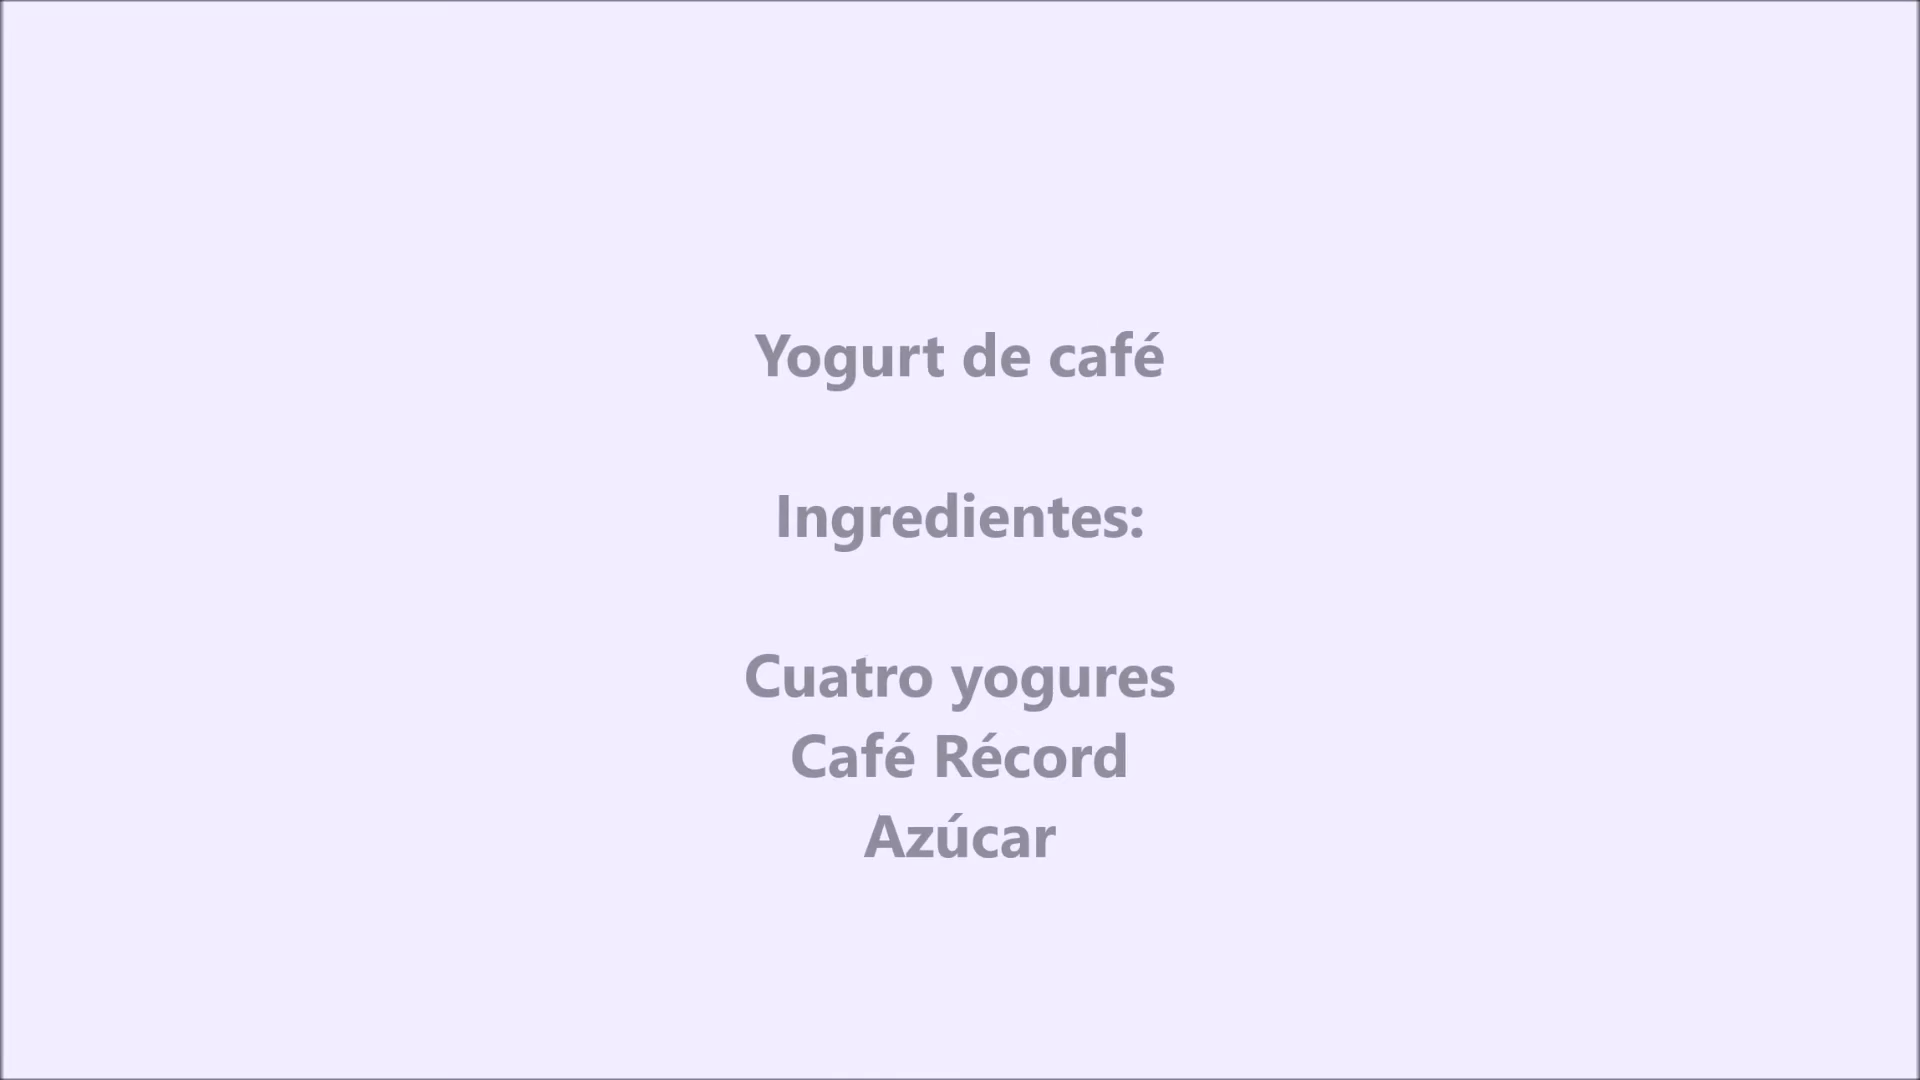 Yogurt de café
Ingredientes:
Cuatro yogures
Café Récord
Azúcar